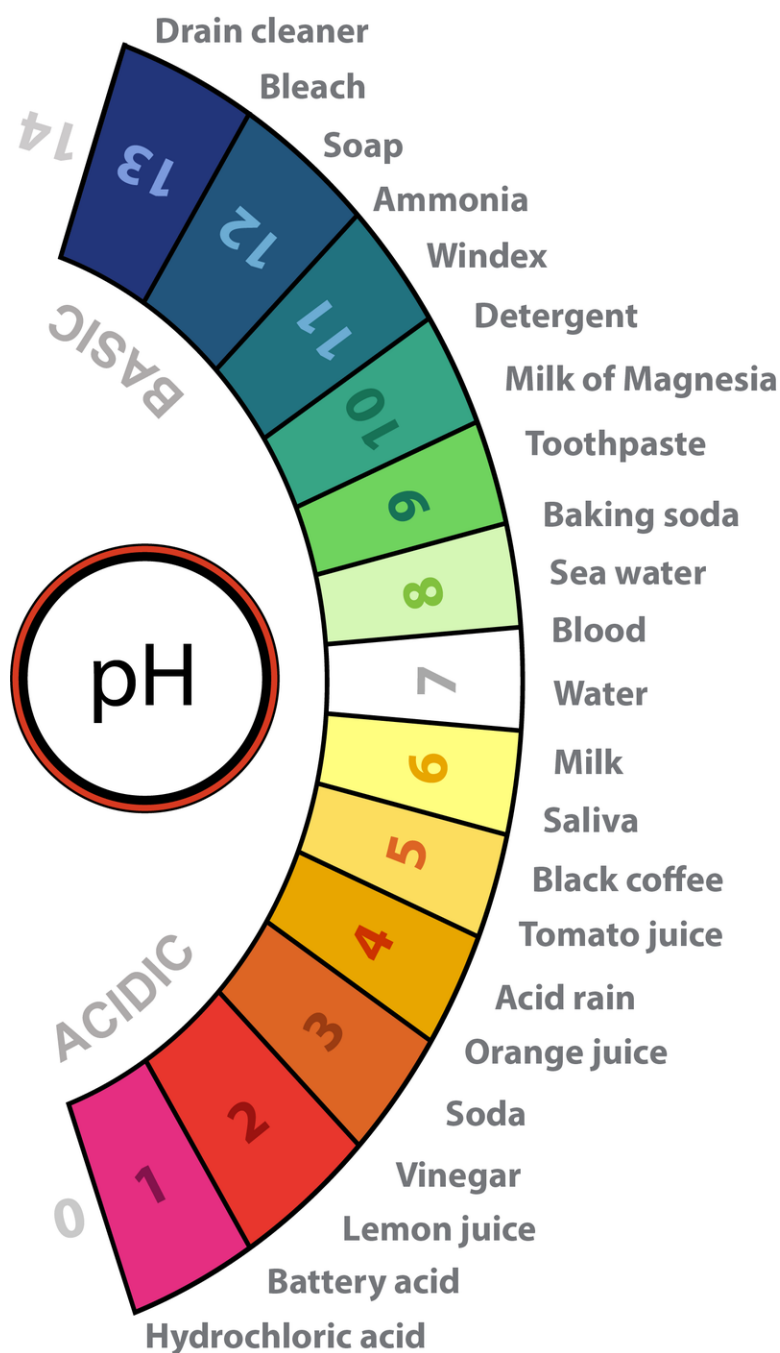 Drain cleaner
Bleach
Soap
Ammonia
Windex
Detergent
Milk of Magnesia
Toothpaste
Baking soda
Sea water
Blood
Water
Milk
Saliva
Black coffee
Tomato juice
Acid rain
Orange juice
Soda
Vinegar
Lemon juice
Battery acid
Hydrochloric acid
14
13
12
11
10
9
8
7
6
5
4
3
2
1
0
BASIC
pH
ACIDIC